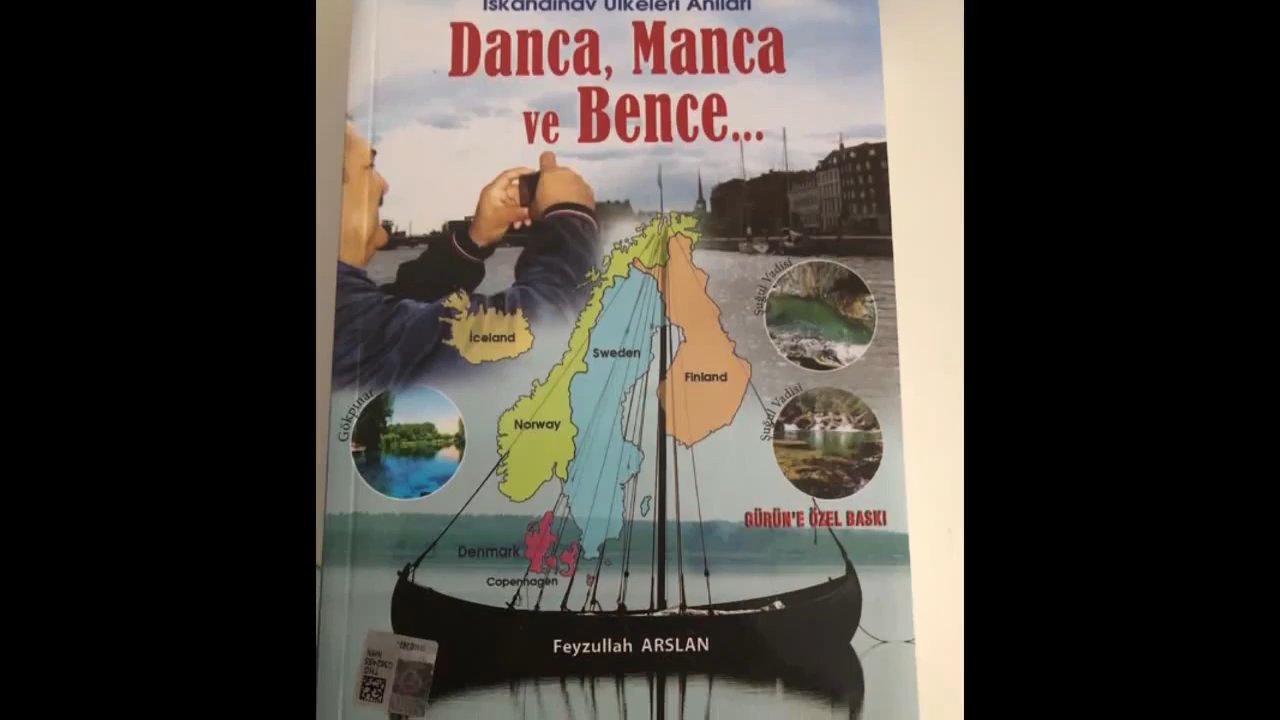 İskandinav Ülkeleri Anıları
Danca, Manca
ve Bence...
Şuğul Vadisi
İceland
Sweden
Finland
Gökpınar
Şuğul Vadisi
Norway
GÜRÜN'E ÖZEL BASKI
Denmark
Copenhagen
Feyzullah ARSLAN